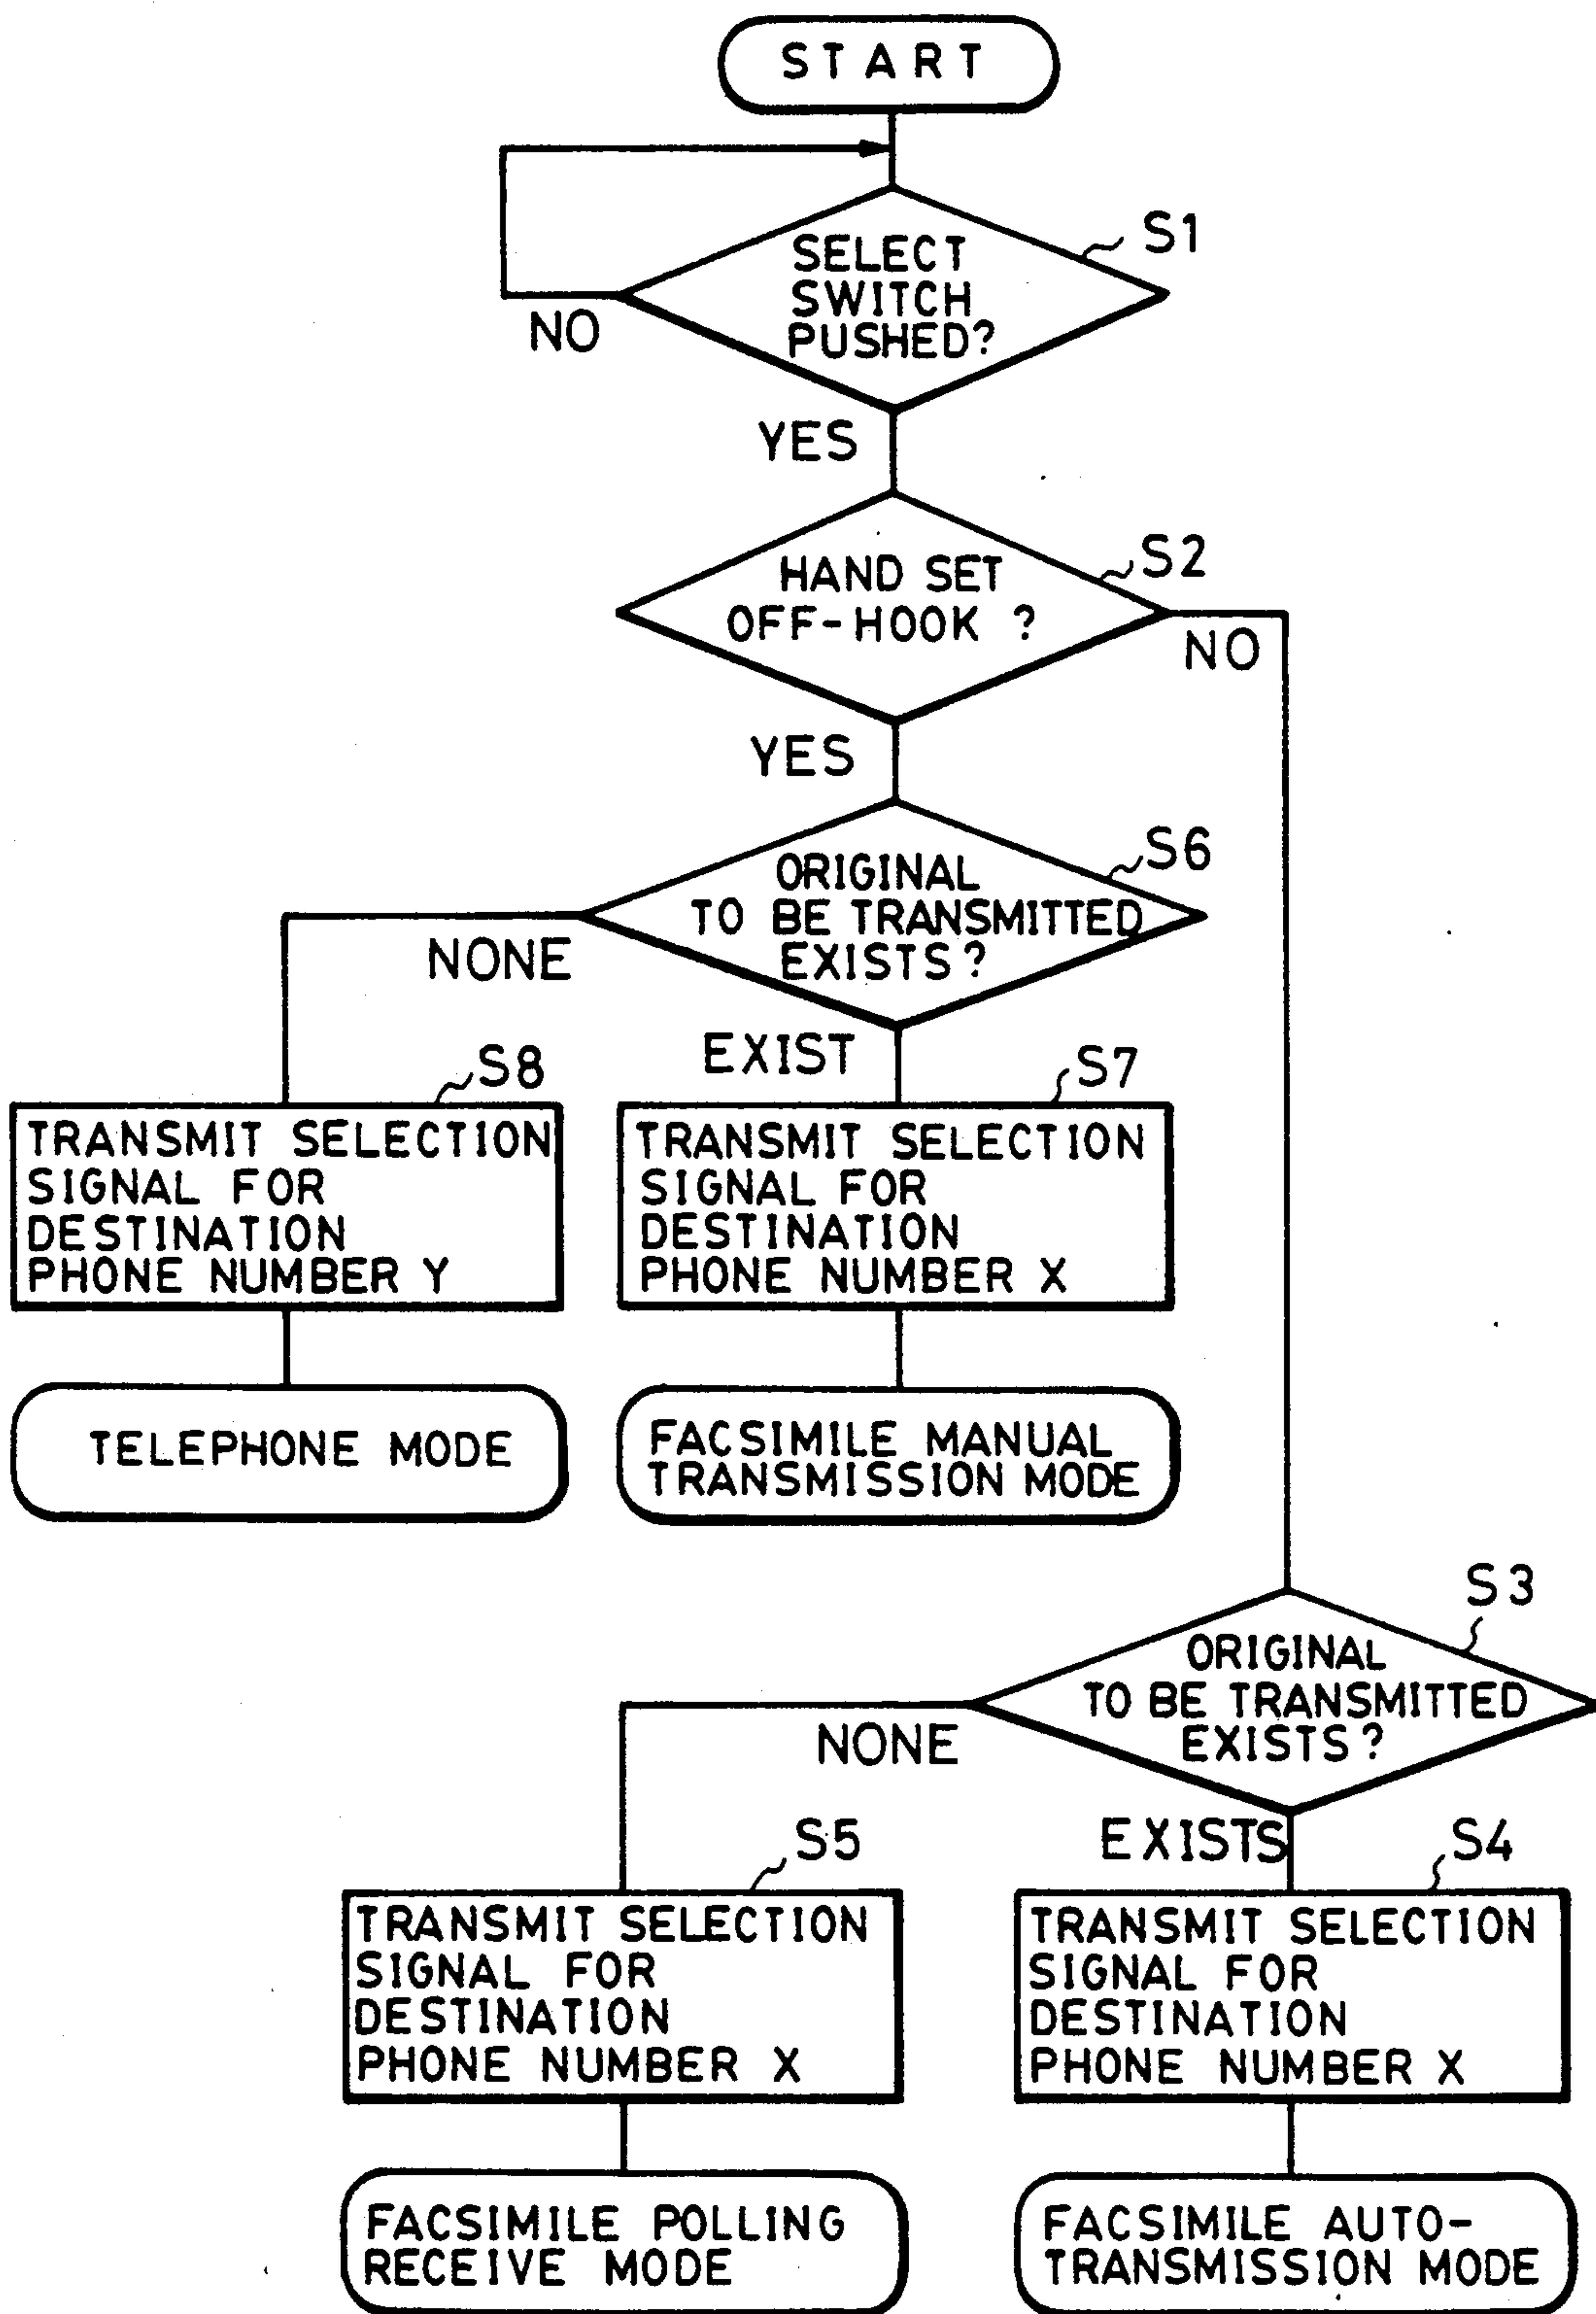 START
S1
SELECT
SWITCH
PUSHED?
NO
YES
S2
HAND SET
OFF-HOOK ?
NO
YES
S6
ORIGINAL
TO BE TRANSMITTED
EXISTS?
NONE
EXIST
S8
TRANSMIT SELECTION
SIGNAL FOR
DESTINATION
PHONE NUMBER Y
S7
TRANSMIT SELECTION
SIGNAL FOR
DESTINATION
PHONE NUMBER X
TELEPHONE MODE
FACSIMILE MANUAL
TRANSMISSION MODE
S3
ORIGINAL
TO BE TRANSMITTED
EXISTS?
NONE
EXISTS
S5
TRANSMIT SELECTION
SIGNAL FOR
DESTINATION
PHONE NUMBER X
S4
TRANSMIT SELECTION
SIGNAL FOR
DESTINATION
PHONE NUMBER X
FACSIMILE POLLING
RECEIVE MODE
FACSIMILE AUTO-
TRANSMISSION MODE